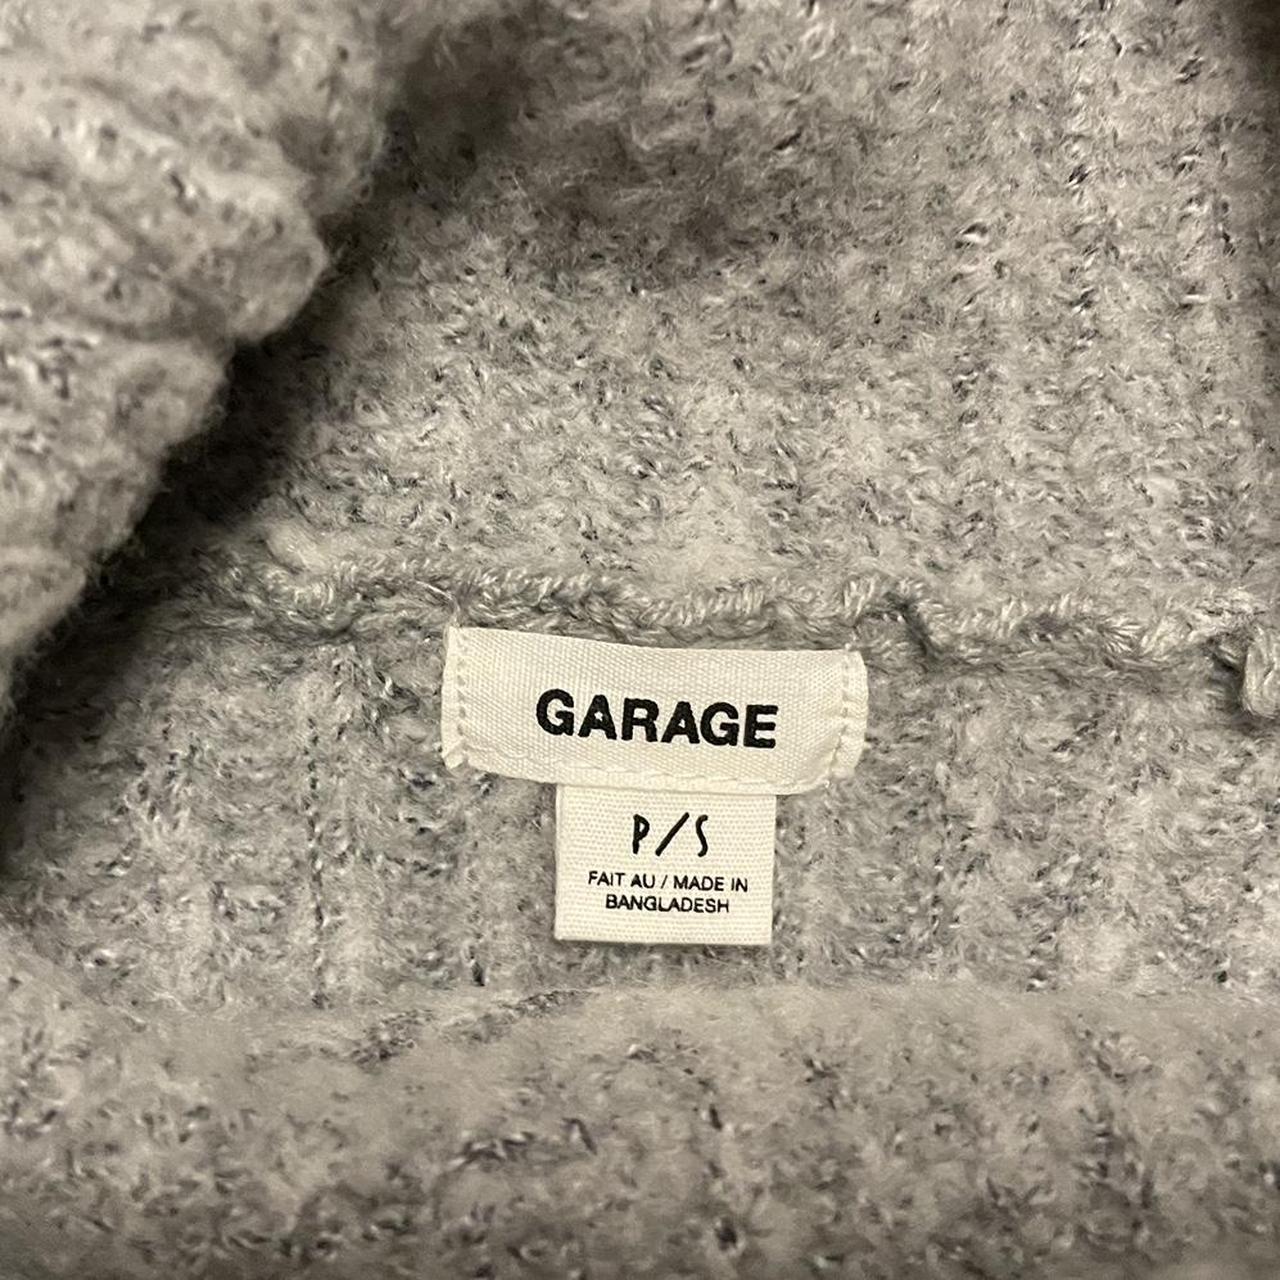 GARAGE
P/S
FAIT AU / MADE IN
BANGLADESH